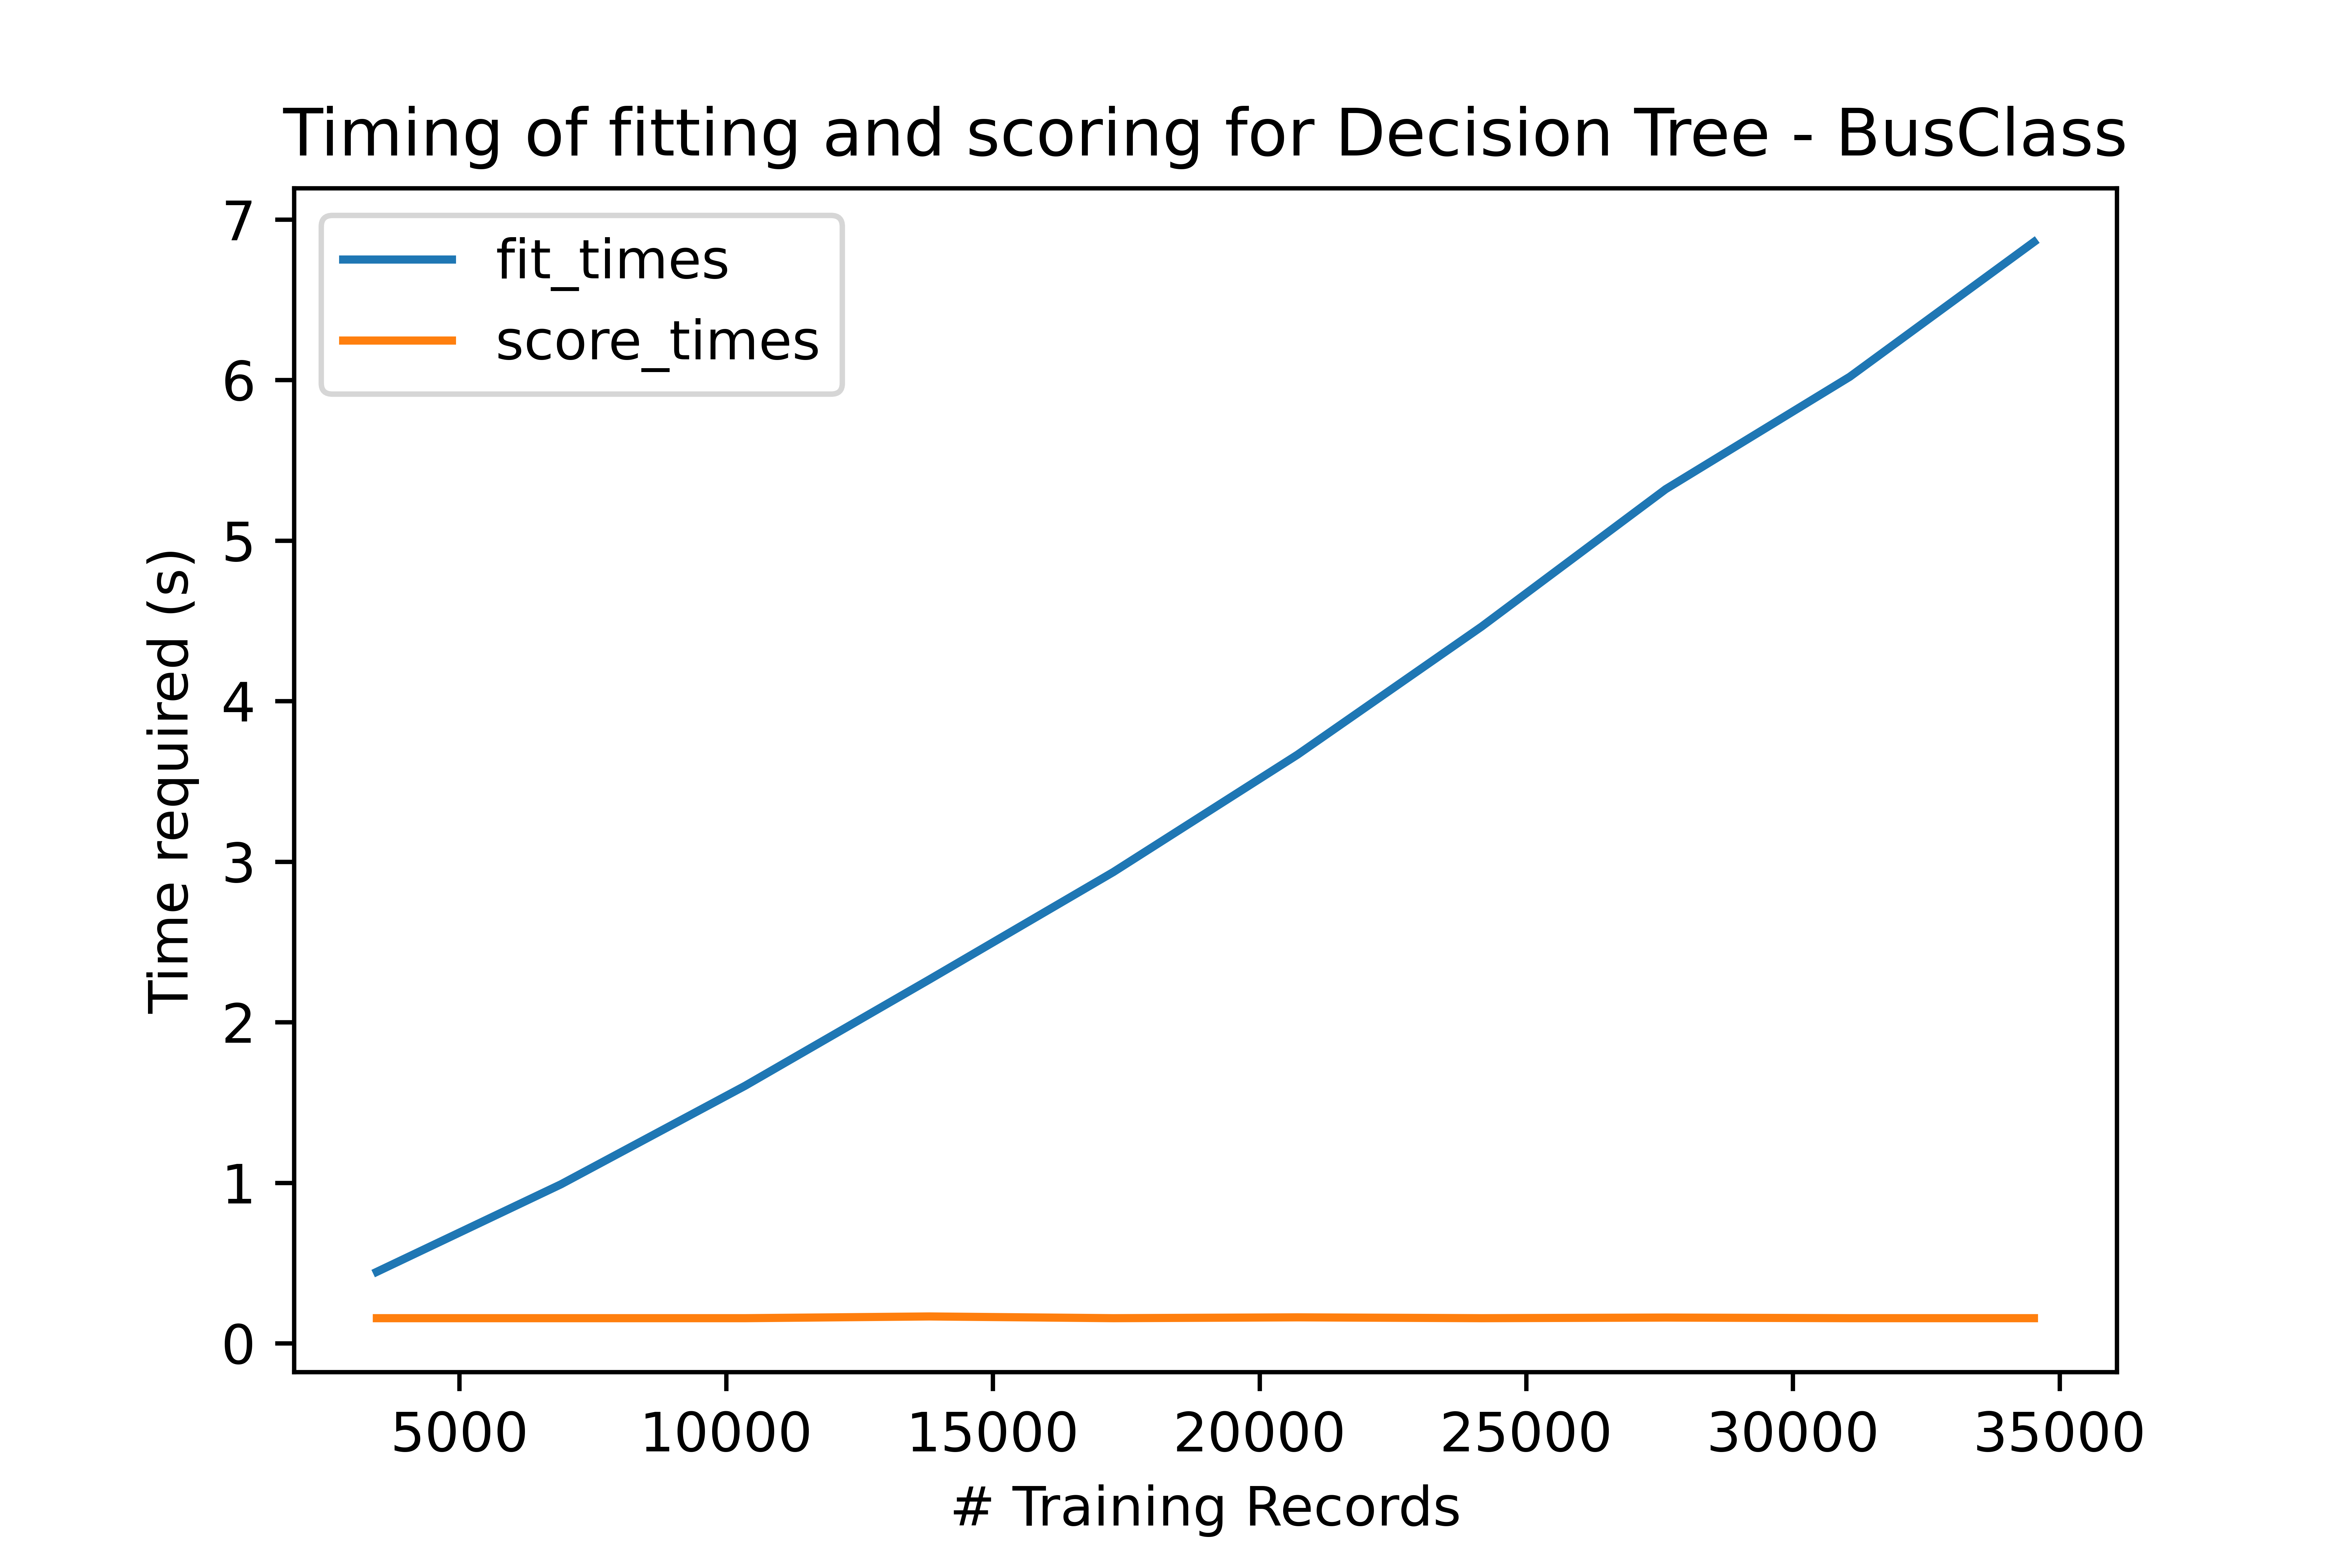 Timing of fitting and scoring for Decision Tree - BusClass
fit_times
score_times
7
6
5
4
3
2
1
0
Time required (s)
5000 10000 15000 20000 25000 30000 35000
# Training Records